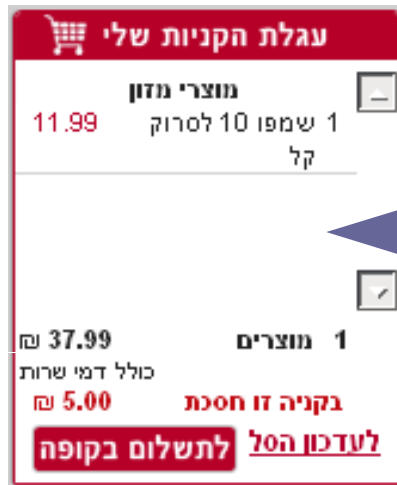 עגלת הקניות שלי
מוצרי מזון
1 שמפו 10 לסרוק 11.99
קל
1 מוצרים 37.99 ₪
כולל דמי שרות
בקניה זו חסכת 5.00 ₪
לעדכון הסל לתשלום בקופה